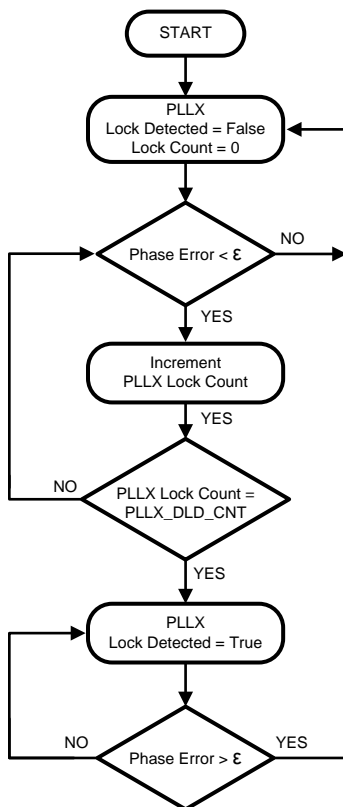 START
PLLX
Lock Detected = False
Lock Count = 0
Phase Error < ε
NO
YES
Increment
PLLX Lock Count
YES
NO
PLLX Lock Count =
PLLX_DLD_CNT
YES
PLLX
Lock Detected = True
NO
Phase Error > ε
YES